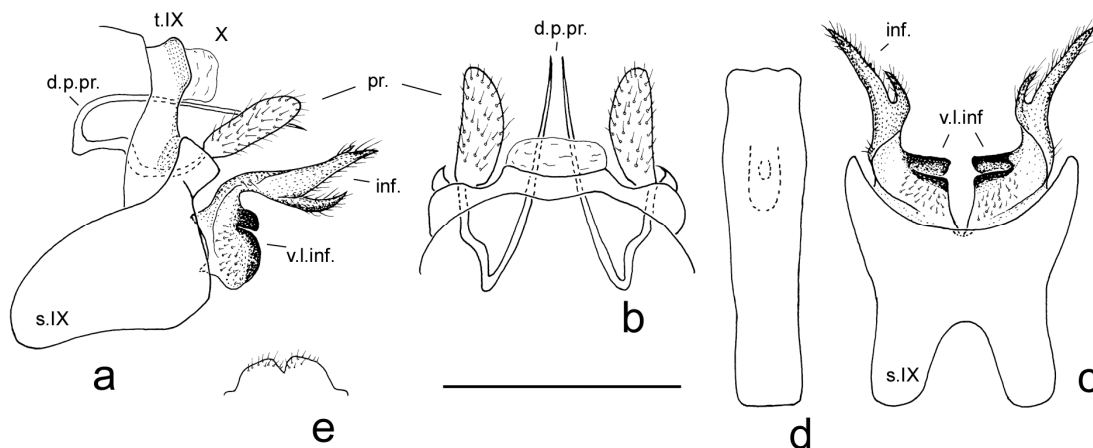 t.IX
X
d.p.pr.
pr.
inf.
v.l.inf.
s.IX
a
d.p.pr.
b
e
d
inf.
v.l.inf
s.IX
c